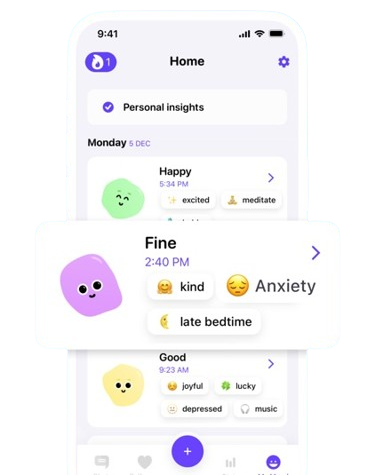 9:41
1
Home
Personal insights
Monday 5 DEC
Happy
5:34 PM
excited meditate
Fine
2:40 PM
kind Anxiety
late bedtime
Good
9:23 AM
joyful lucky
depressed music
+